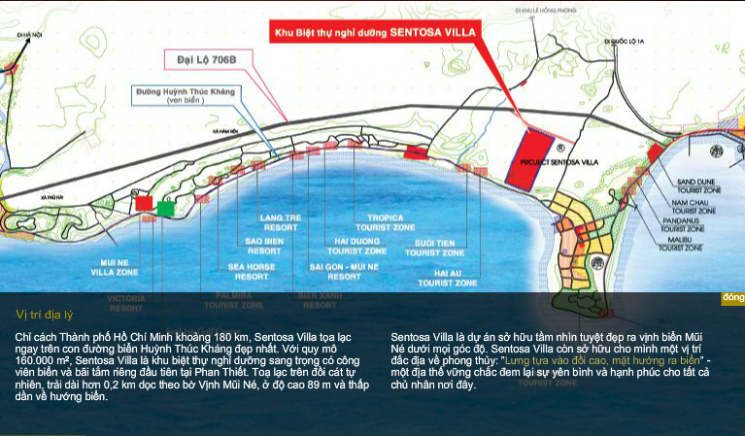 ĐI KHU LÊ HỒNG PHONG
ĐI HÀ NỘI
Khu Biệt thự nghỉ dưỡng SENTOSA VILLA
ĐI QUỐC LỘ 1A
Đại Lộ 706B
Đường Huỳnh Thúc Kháng
(ven biển)
XÃ HÀM TIẾN
PROJECT SENTOSA VILLA
XÃ PHÚ HÀI
SAND DUNE
TOURIST ZONE
NAM CHAU
TOURIST ZONE
PANDANUS
TOURIST ZONE
MALIBU
TOURIST ZONE
LANG TRE
RESORT
TROPICA
TOURIST ZONE
SAO BIEN
RESORT
HAI DUONG
TOURIST ZONE
SUOI TIEN
TOURIST ZONE
MUI NE
VILLA ZONE
SEA HORSE
RESORT
SAI GON - MUI NE
RESORT
HAI AU
TOURIST ZONE
VICTORIA
RESORT
PALMIRA
TOURIST ZONE
BIEN XANH
RESORT
đóng
Vị trí địa lý
Chỉ cách Thành phố Hồ Chí Minh khoảng 180 km, Sentosa Villa tọa lạc
ngay trên con đường biển Huỳnh Thúc Kháng đẹp nhất. Với quy mô
160.000 m², Sentosa Villa là khu biệt thự nghỉ dưỡng sang trọng có công
viên biển và bãi tắm riêng đầu tiên tại Phan Thiết. Toạ lạc trên đồi cát tự
nhiên, trải dài hơn 0,2 km dọc theo bờ Vịnh Mũi Né, ở độ cao 89 m và thấp
dần về hướng biển.
Sentosa Villa là dự án sở hữu tầm nhìn tuyệt đẹp ra vịnh biển Mũi
Né dưới mọi góc độ. Sentosa Villa còn sở hữu cho mình một vị trí
đắc địa về phong thủy: "Lưng tựa vào đồi cao, mặt hướng ra biển" -
một địa thế vững chắc đem lại sự yên bình và hạnh phúc cho tất cả
chủ nhân nơi đây.
TOURIST ZONE